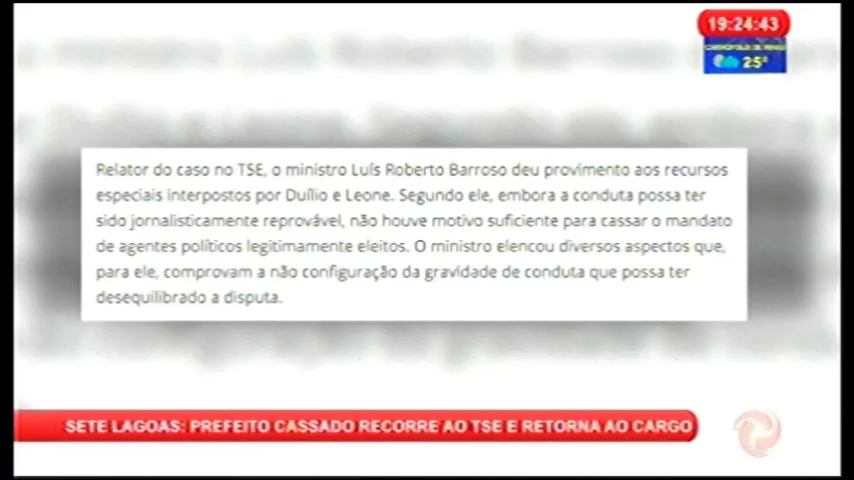 19:24:43
25°
Relator do caso no TSE, o ministro Luís Roberto Barroso deu provimento aos recursos
especiais interpostos por Duílio e Leone. Segundo ele, embora a conduta possa ter
sido jornalisticamente reprovável, não houve motivo suficiente para cassar o mandato
de agentes políticos legitimamente eleitos. O ministro elencou diversos aspectos que,
para ele, comprovam a não configuração da gravidade de conduta que possa ter
desequilibrado a disputa.
SETE LAGOAS: PREFEITO CASSADO RECORRE AO TSE E RETORNA AO CARGO